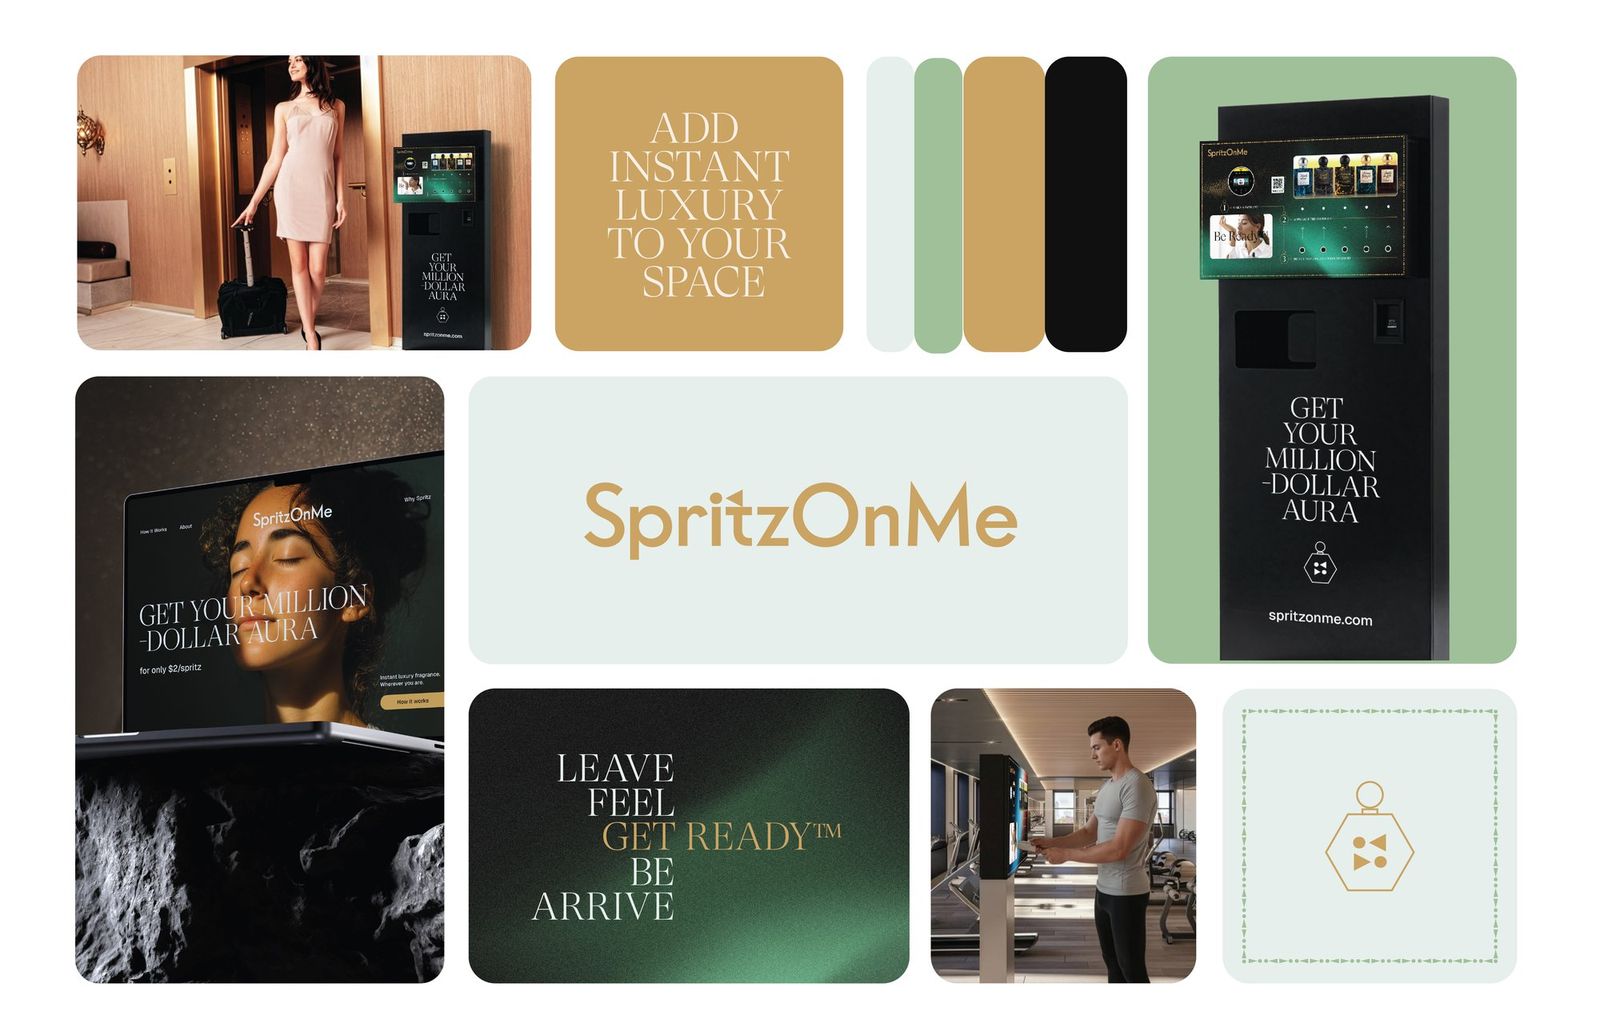 GET
YOUR
MILLION
-DOLLAR
AURA
spritzonme.com
ADD
INSTANT
LUXURY
TO YOUR
SPACE
SpritzOnMe
Be Ready
GET
YOUR
MILLION
-DOLLAR
AURA
spritzonme.com
How It Works
About
SpritzOnMe
Why Spritz
GET YOUR MILLION
-DOLLAR AURA
for only $2/spritz
Instant luxury fragrance.
Wherever you are.
How it works
SpritzOnMe
LEAVE
FEEL
GET READY™
BE
ARRIVE